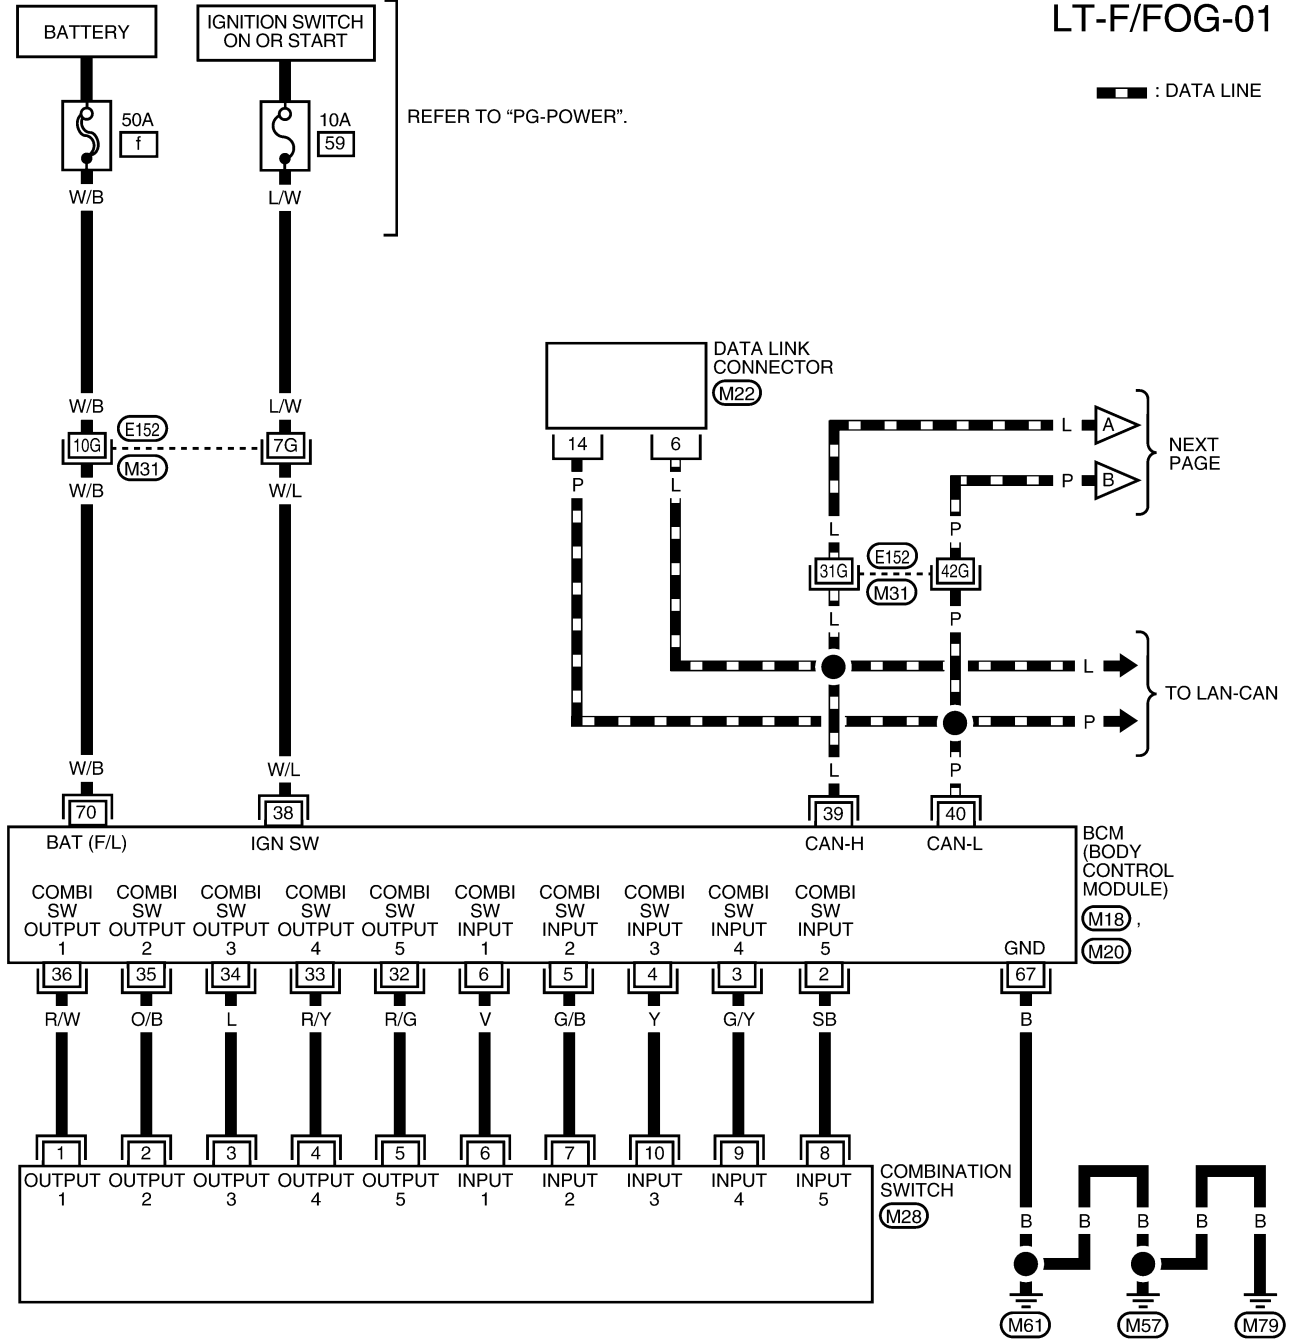 LT-F/FOG-01
BATTERY
IGNITION SWITCH
ON OR START
: DATA LINE
50A
f
10A
59
REFER TO “PG-POWER”.
W/B
L/W
DATA LINK
CONNECTOR
M22
W/B
L/W
10G
E152
M31
7G
W/B
W/L
14
6
P
L
L
A
P
B
NEXT
PAGE
L
P
31G
E152
M31
42G
L
P
L
P
TO LAN-CAN
W/B
W/L
L
P
70
38
39
40
BAT (F/L)
IGN SW
CAN-H
CAN-L
BCM
(BODY
CONTROL
MODULE)
M18 ,
M20
COMBI
SW
OUTPUT
1
COMBI
SW
OUTPUT
2
COMBI
SW
OUTPUT
3
COMBI
SW
OUTPUT
4
COMBI
SW
OUTPUT
5
COMBI
SW
INPUT
1
COMBI
SW
INPUT
2
COMBI
SW
INPUT
3
COMBI
SW
INPUT
4
COMBI
SW
INPUT
5
GND
36
35
34
33
32
6
5
4
3
2
67
R/W
O/B
L
R/Y
R/G
V
G/B
Y
G/Y
SB
B
1
2
3
4
5
6
7
10
9
8
OUTPUT
1
OUTPUT
2
OUTPUT
3
OUTPUT
4
OUTPUT
5
INPUT
1
INPUT
2
INPUT
3
INPUT
4
INPUT
5
COMBINATION
SWITCH
M28
B
B
B
B
B
M61
M57
M79